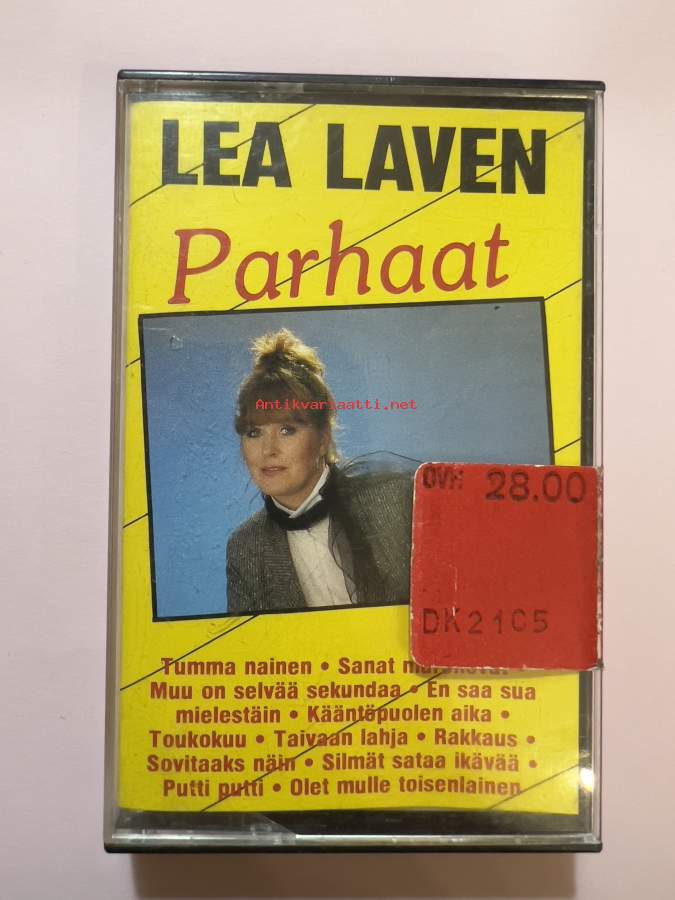 LEA LAVEN
Parhaat
Antikvariaatti.net
OVH 28.00
DK21C5
Tumma nainen • Sanat
Muu on selvää sekundaa • En saa sua
mielestäin • Kääntöpuolen aika •
Toukokuu • Taivaan lahja • Rakkaus •
Sovitaaks näin • Silmät sataa ikävää •
Putti putti • Olet mulle toisenlainen